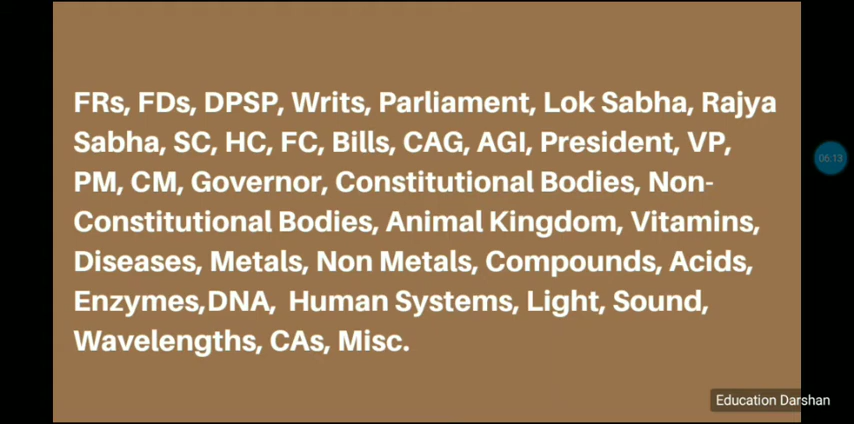 FRs, FDs, DPSP, Writs, Parliament, Lok Sabha, Rajya
Sabha, SC, HC, FC, Bills, CAG, AGI, President, VP,
PM, CM, Governor, Constitutional Bodies, Non-
Constitutional Bodies, Animal Kingdom, Vitamins,
Diseases, Metals, Non Metals, Compounds, Acids,
Enzymes,DNA, Human Systems, Light, Sound,
Wavelengths, CAs, Misc.
06:13
Education Darshan